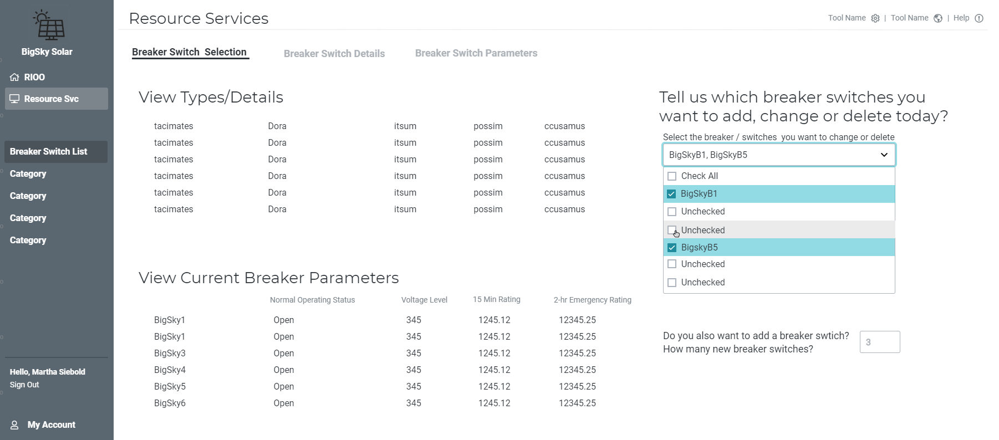 BigSky Solar
RIOO
Resource Svc
Breaker Switch List
Category
Category
Category
Category
Hello, Martha Siebold
Sign Out
My Account
Resource Services
Tool Name | Tool Name | Help
Breaker Switch  Selection Breaker Switch Details Breaker Switch Parameters
View Types/Details
tacimates Dora itsum possim ccusamus
tacimates Dora itsum possim ccusamus
tacimates Dora itsum possim ccusamus
tacimates Dora itsum possim ccusamus
tacimates Dora itsum possim ccusamus
tacimates Dora itsum possim ccusamus
View Current Breaker Parameters
Normal Operating Status Voltage Level 15 Min Rating 2-hr Emergency Rating
BigSky1 Open 345 1245.12 12345.25
BigSky1 Open 345 1245.12 12345.25
BigSky3 Open 345 1245.12 12345.25
BigSky4 Open 345 1245.12 12345.25
BigSky5 Open 345 1245.12 12345.25
BigSky6 Open 345 1245.12 12345.25
Tell us which breaker switches you
want to add, change or delete today?
Select the breaker / switches  you want to change or delete
BigSkyB1, BigSkyB5
Check All
BigSkyB1
Unchecked
Unchecked
BigskyB5
Unchecked
Unchecked
Do you also want to add a breaker swtich?
How many new breaker switches?
3